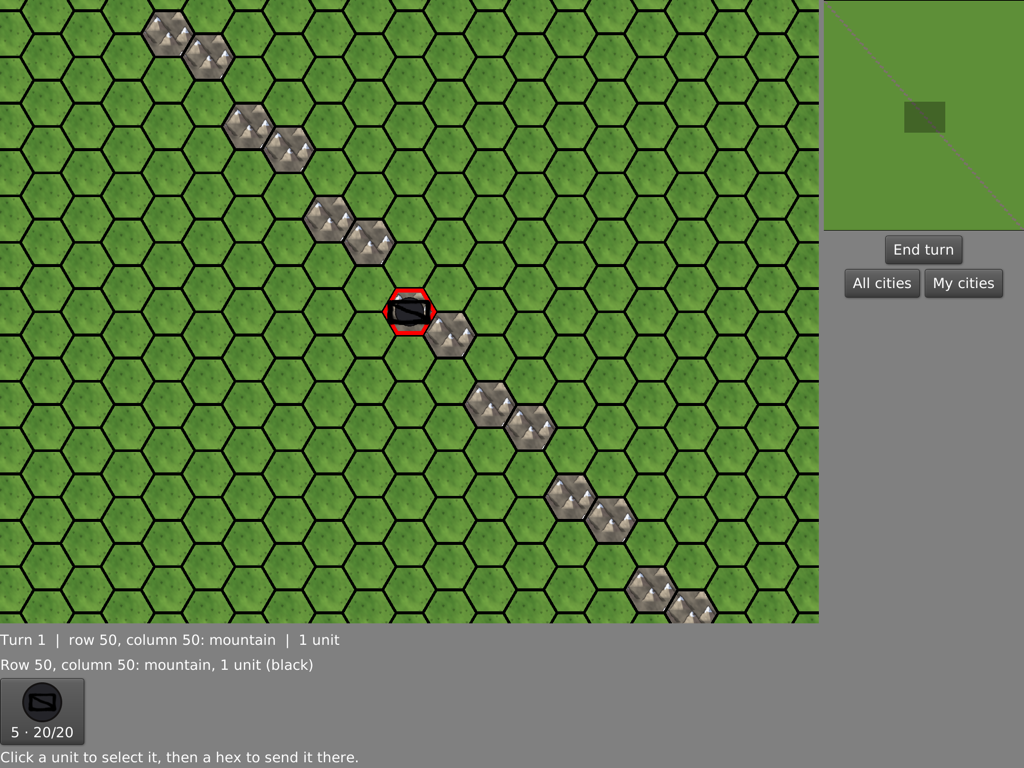 End turn
All cities
My cities
Turn 1 | row 50, column 50: mountain | 1 unit
Row 50, column 50: mountain, 1 unit (black)
5 · 20/20
Click a unit to select it, then a hex to send it there.